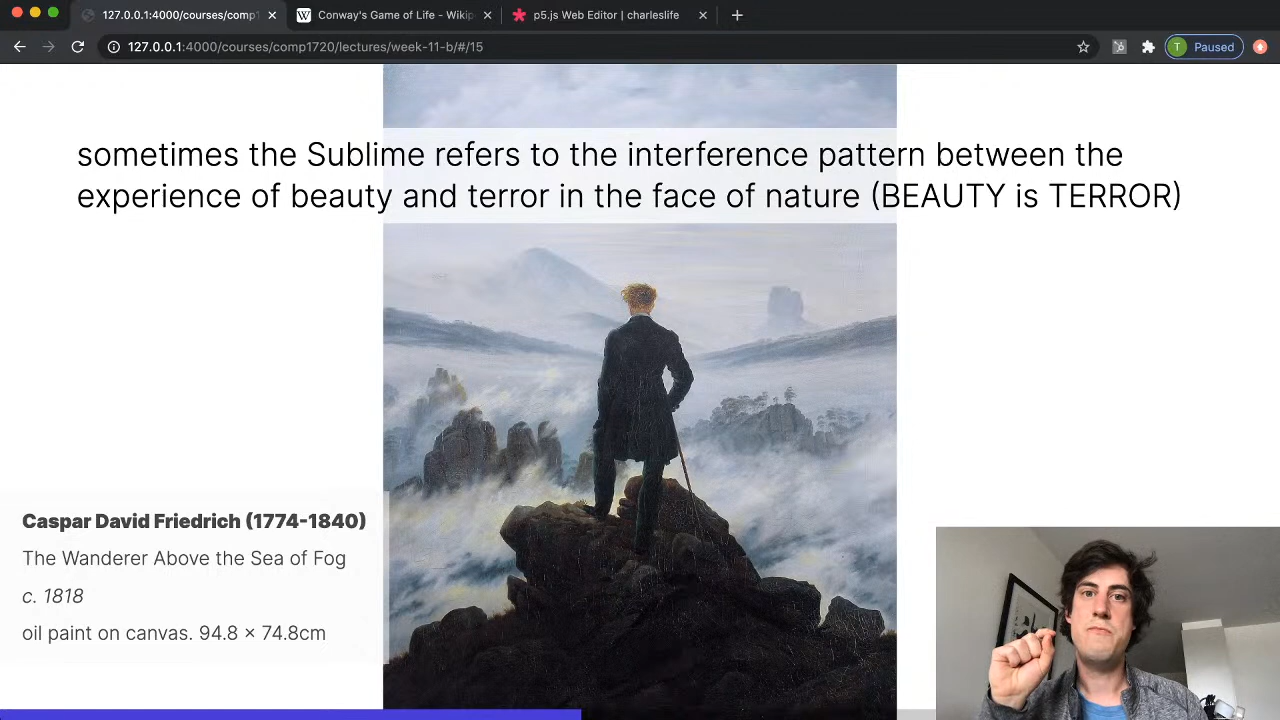 127.0.0.1:4000/courses/comp1
Conway's Game of Life - Wikip
p5.js Web Editor | charleslife
127.0.0.1:4000/courses/comp1720/lectures/week-11-b/#/15
T Paused
sometimes the Sublime refers to the interference pattern between the
experience of beauty and terror in the face of nature (BEAUTY is TERROR)
Caspar David Friedrich (1774-1840)
The Wanderer Above the Sea of Fog
c. 1818
oil paint on canvas. 94.8 × 74.8cm